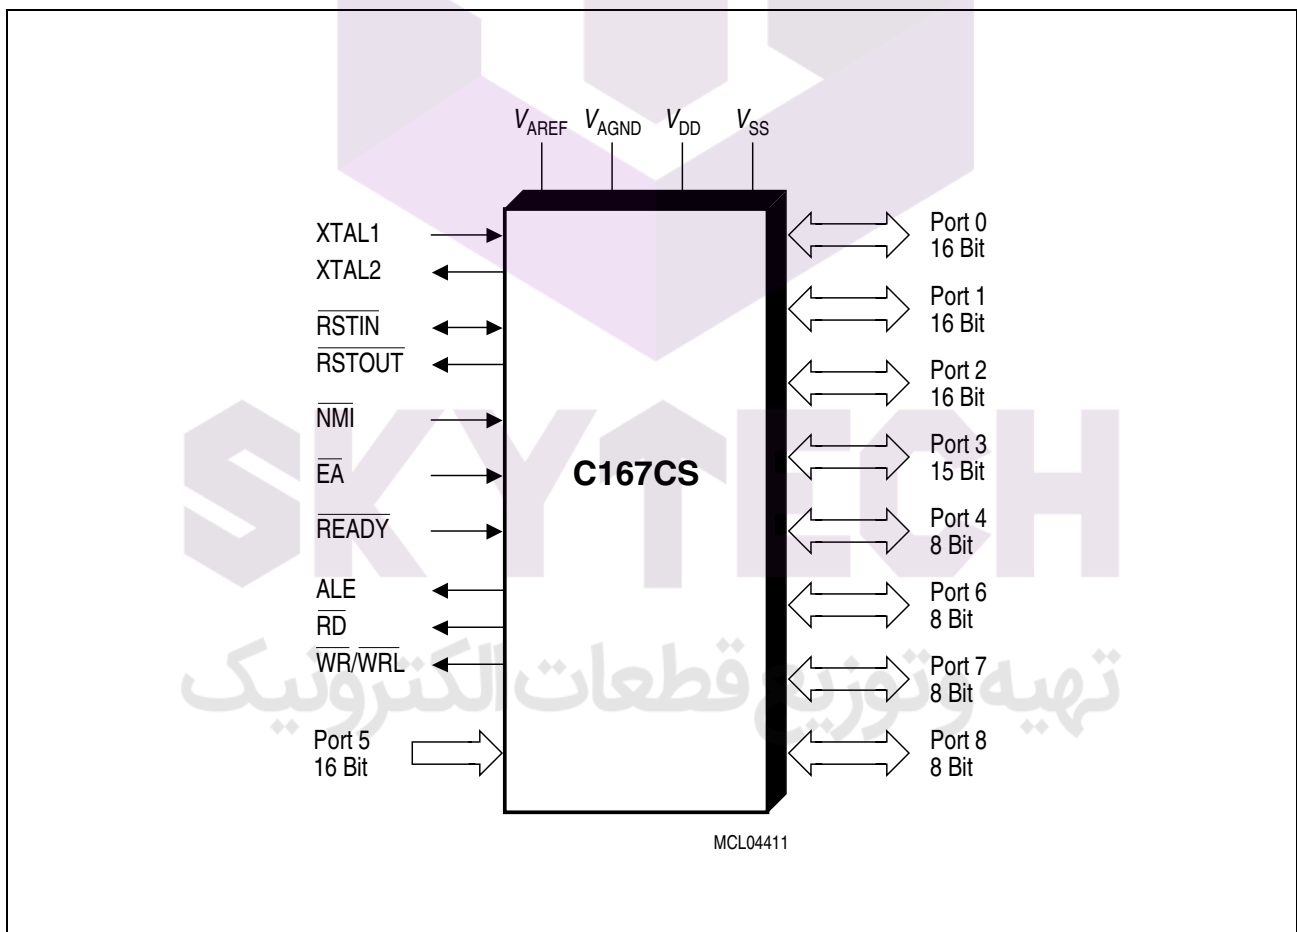 VAREF VAGND VDD VSS
XTAL1
XTAL2
RSTIN
RSTOUT
NMI
EA
READY
ALE
RD
WR/WRL
Port 5
16 Bit
C167CS
Port 0
16 Bit
Port 1
16 Bit
Port 2
16 Bit
Port 3
15 Bit
Port 4
8 Bit
Port 6
8 Bit
Port 7
8 Bit
Port 8
8 Bit
MCL04411
SKYTECH
تهیه و توزیع قطعات الکترونیک